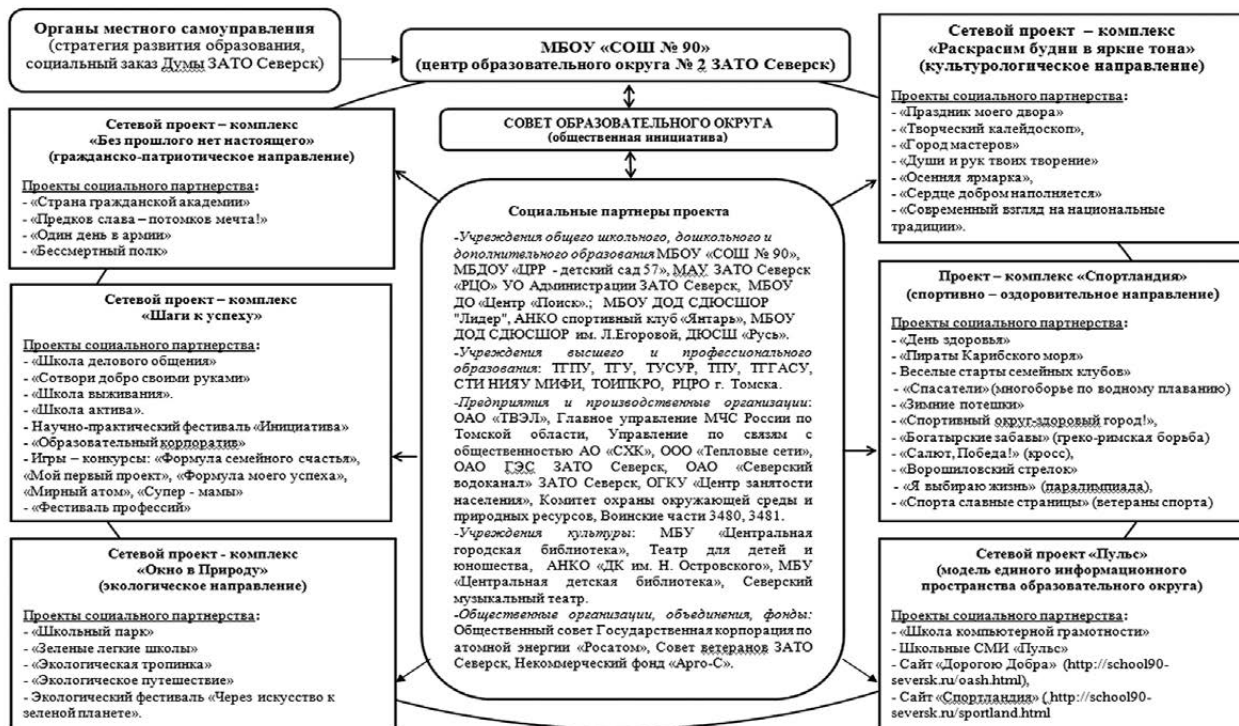 Органы местного самоуправления
(стратегия развития образования,
социальный заказ Думы ЗАТО Северск)
МБОУ «СОШ № 90»
(центр образовательного округа № 2 ЗАТО Северск)
СОВЕТ ОБРАЗОВАТЕЛЬНОГО ОКРУГА
(общественная инициатива)
Сетевой проект – комплекс
«Раскрасим будни в яркие тона»
(культурологическое направление)
Проекты социального партнерства:
- «Праздник моего двора»
- «Творческий калейдоскоп»,
- «Город мастеров»
- «Души и рук твоих творение»
- «Осенняя ярмарка»,
- «Сердце добром наполняется»
- «Современный взгляд на национальные
традиции».
Сетевой проект – комплекс
«Без прошлого нет настоящего»
(гражданско-патриотическое направление)
Проекты социального партнерства:
- «Страна гражданской академии»
- «Предков слава – потомков мечта!»
- «Один день в армии»
- «Бессмертный полк»
Сетевой проект – комплекс
«Шаги к успеху»
Проекты социального партнерства:
- «Школа делового общения»
- «Сотвори добро своими руками»
- «Школа выживания».
- «Школа актива».
- Научно-практический фестиваль «Инициатива»
- «Образовательный корпоратив»
- Игры – конкурсы: «Формула семейного счастья»,
«Мой первый проект», «Формула моего успеха»,
«Мирный атом», «Супер - мамы»
- «Фестиваль профессий»
Сетевой проект - комплекс
«Окно в Природу»
(экологическое направление)
Проекты социального партнерства:
- «Школьный парк»
- «Зеленые легкие школы»
- «Экологическая тропинка»
- «Экологическое путешествие»
- Экологический фестиваль «Через искусство к
зеленой планете».
Социальные партнеры проекта
-Учреждения общего школьного, дошкольного и
дополнительного образования МБОУ «СОШ № 90»,
МБДОУ «ЦРР - детский сад 57», МАУ ЗАТО Северск
«РЦО» УО Администрации ЗАТО Северск, МБОУ
ДО «Центр «Поиск».; МБОУ ДОД СДЮСШОР
"Лидер", АНКО спортивный клуб «Янтарь», МБОУ
ДОД СДЮСШОР им. Л.Егоровой, ДЮСШ «Русь».
-Учреждения высшего и профессионального
образования: ТГПУ, ТГУ, ТУСУР, ТПУ, ТГАСУ,
СТИ НИЯУ МИФИ, ТОИПКРО, РЦРО г. Томска.
-Предприятия и производственные организации:
ОАО «ТВЭЛ», Главное управление МЧС России по
Томской области, Управление по связям с
общественностью АО «СХК», ООО «Тепловые сети»,
ОАО ГЭС ЗАТО Северск, ОАО «Северский
водоканал» ЗАТО Северск, ОГКУ «Центр занятости
населения», Комитет охраны окружающей среды и
природных ресурсов, Воинские части 3480, 3481.
-Учреждения культуры: МБУ «Центральная
городская библиотека», Театр для детей и
юношества, АНКО «ДК им. Н. Островского», МБУ
«Центральная детская библиотека», Северский
музыкальный театр.
-Общественные организации, объединения, фонды:
Общественный совет Государственная корпорация по
атомной энергии «Росатом», Совет ветеранов ЗАТО
Северск, Некоммерческий фонд «Арго-С».
Проект – комплекс «Спортландия»
(спортивно – оздоровительное направление)
Проекты социального партнерства:
- «День здоровья»
- «Пираты Карибского моря»
- Веселые старты семейных клубов»
- «Спасатели» (многоборье по водному плаванию)
- «Зимние потешки»
- «Спортивный округ-здоровый город!»,
- «Богатырские забавы» (греко-римская борьба)
- «Салют, Победа!» (кросс),
- «Ворошиловский стрелок»
- «Я выбираю жизнь» (паралимпиада),
- «Спорта славные страницы» (ветераны спорта)
Сетевой проект «Пульс»
(модель единого информационного
пространства образовательного округа)
Проекты социального партнерства:
- «Школа компьютерной грамотности»
- Школьные СМИ «Пульс»
- Сайт «Дорогою Добра» (http://school90-
seversk.ru/oash.html),
- Сайт «Спортландия» ( http://school90-
seversk.ru/sportland.html